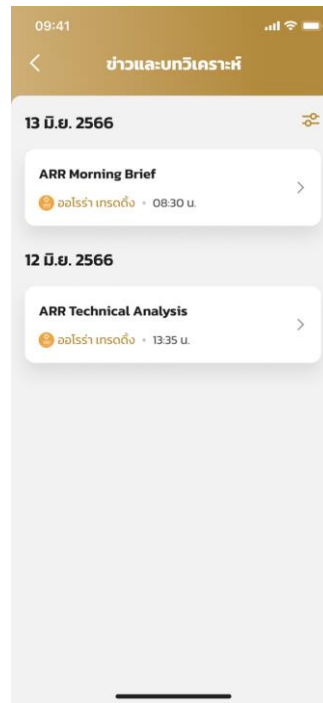 09:41
ข่าวและบทวิเคราะห์
13 มิ.ย. 2566
ARR Morning Brief
ออโรร่า เทรดดิ้ง • 08:30 น.
12 มิ.ย. 2566
ARR Technical Analysis
ออโรร่า เทรดดิ้ง • 13:35 น.